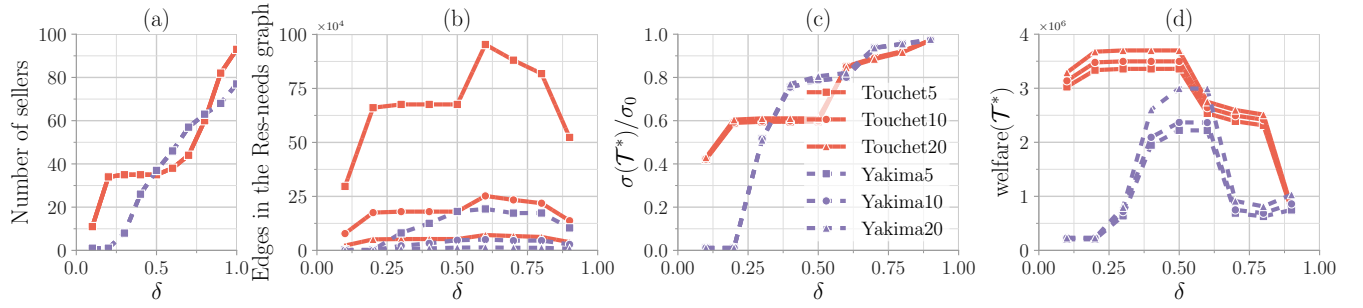 (a)
Number of sellers
100
80
60
40
20
0
0.0
0.5
1.0
δ
(b)
×10⁴
Edges in the Res-needs graph
100
75
50
25
0
0.00
0.25
0.50
0.75
1.00
δ
(c)
σ(𝒯*)/σ₀
1.0
0.8
0.6
0.4
0.2
0.0
0.00
0.25
0.50
0.75
1.00
δ
Touchet5
Touchet10
Touchet20
Yakima5
Yakima10
Yakima20
(d)
×10⁶
welfare(𝒯*)
4
3
2
1
0
0.00
0.25
0.50
0.75
1.00
δ